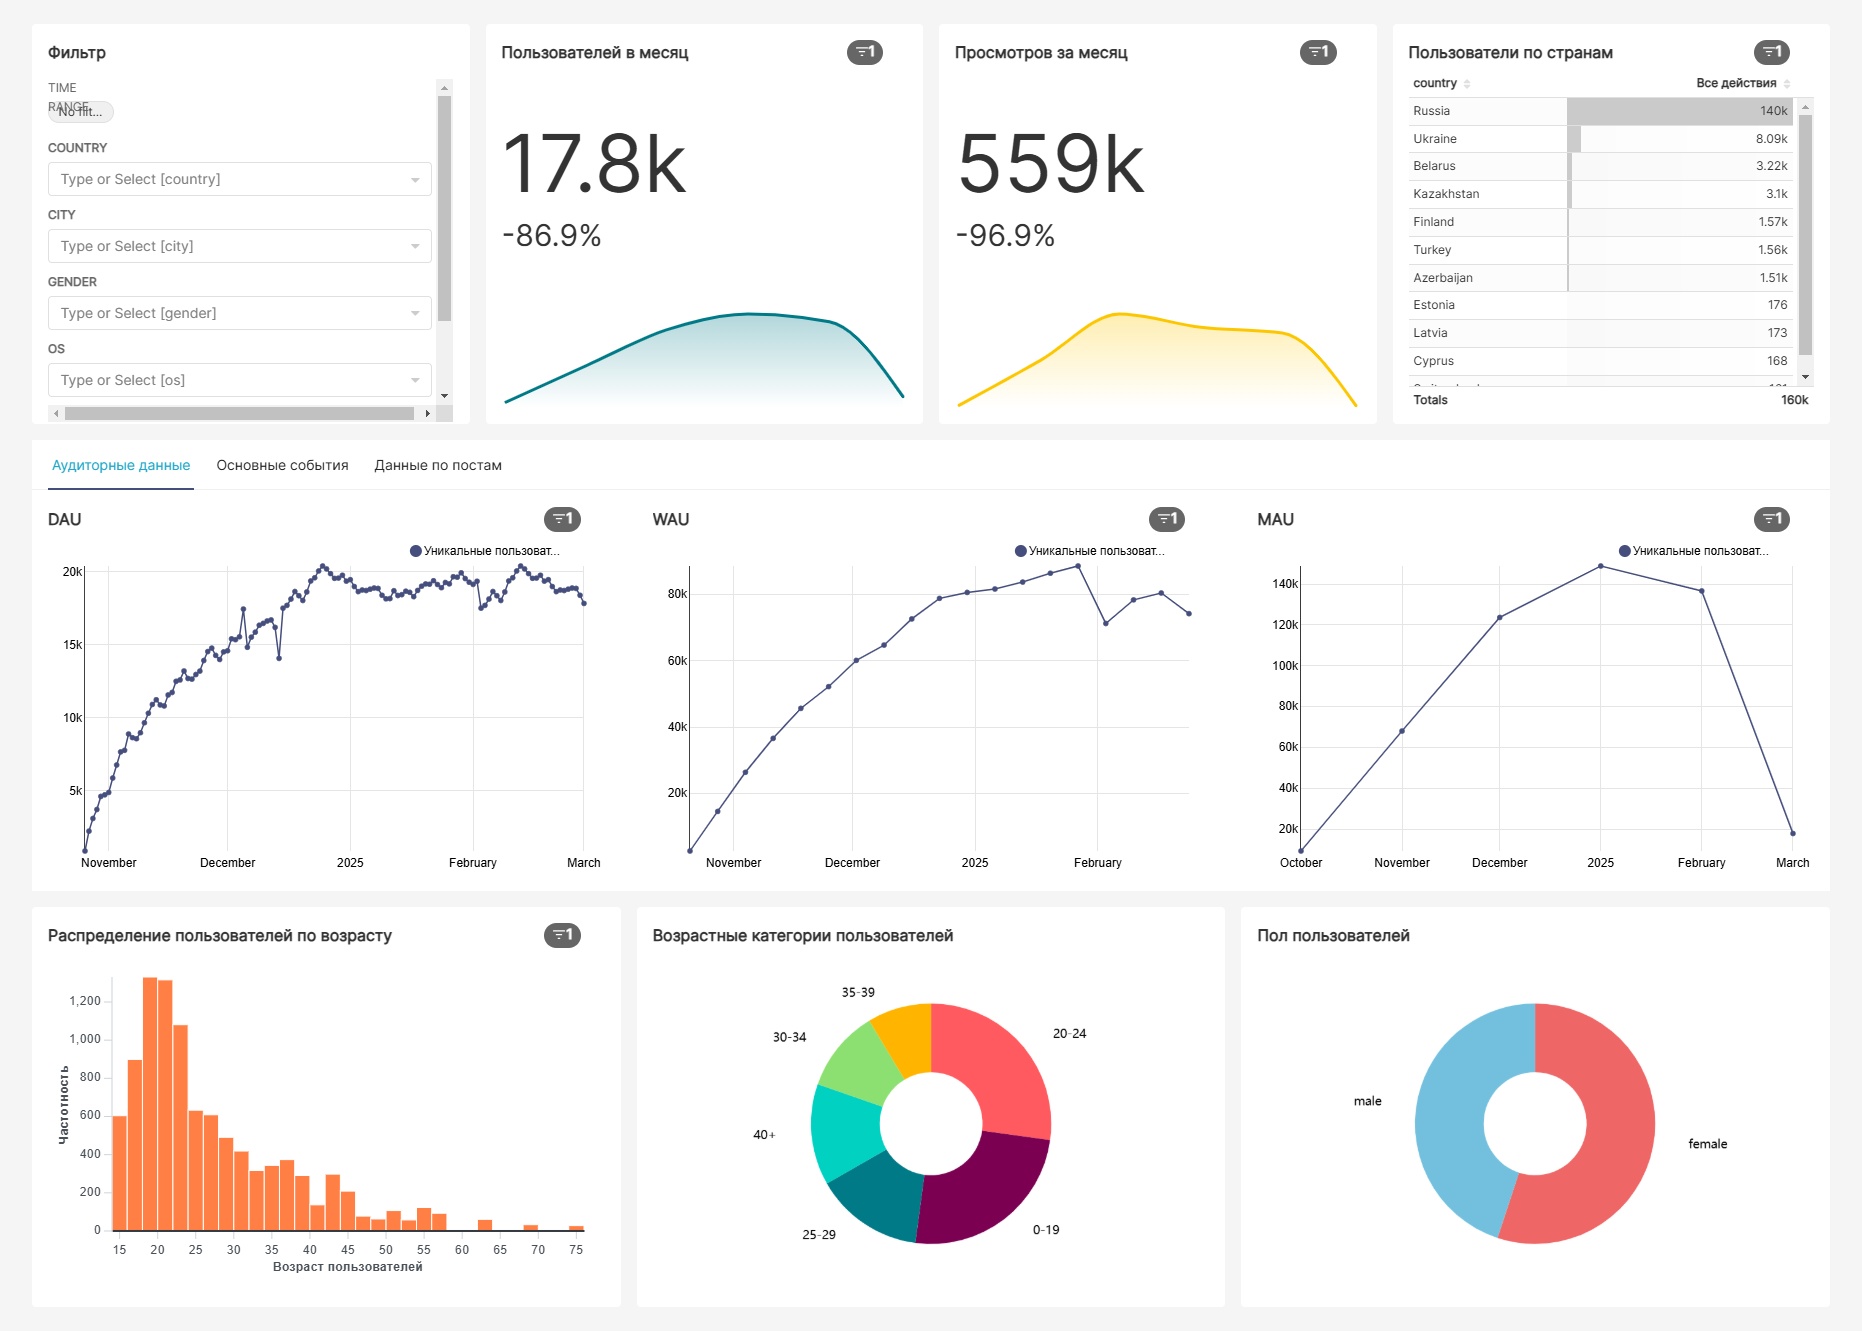 Фильтр
TIME
RANGE
No filt...
COUNTRY
Type or Select [country]
CITY
Type or Select [city]
GENDER
Type or Select [gender]
OS
Type or Select [os]
Пользователей в месяц
1
17.8k
-86.9%
Просмотров за месяц
1
559k
-96.9%
Пользователи по странам
1
country Все действия
Russia 140k
Ukraine 8.09k
Belarus 3.22k
Kazakhstan 3.1k
Finland 1.57k
Turkey 1.56k
Azerbaijan 1.51k
Estonia 176
Latvia 173
Cyprus 168
Totals 160k
Аудиторные данные Основные события Данные по постам
DAU
1
Уникальные пользоват...
20k
15k
10k
5k
November December 2025 February March
WAU
1
Уникальные пользоват...
80k
60k
40k
20k
November December 2025 February
MAU
1
Уникальные пользоват...
140k
120k
100k
80k
60k
40k
20k
October November December 2025 February March
Распределение пользователей по возрасту
1
Частотность
1,200
1,000
800
600
400
200
0
15 20 25 30 35 40 45 50 55 60 65 70 75
Возраст пользователей
Возрастные категории пользователей
35-39
20-24
30-34
40+
25-29
0-19
Пол пользователей
male
female